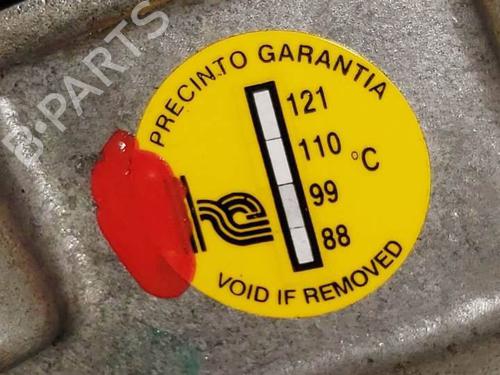 B-PARTS
PRECINTO GARANTIA
121
110
°C
99
88
VOID IF REMOVED